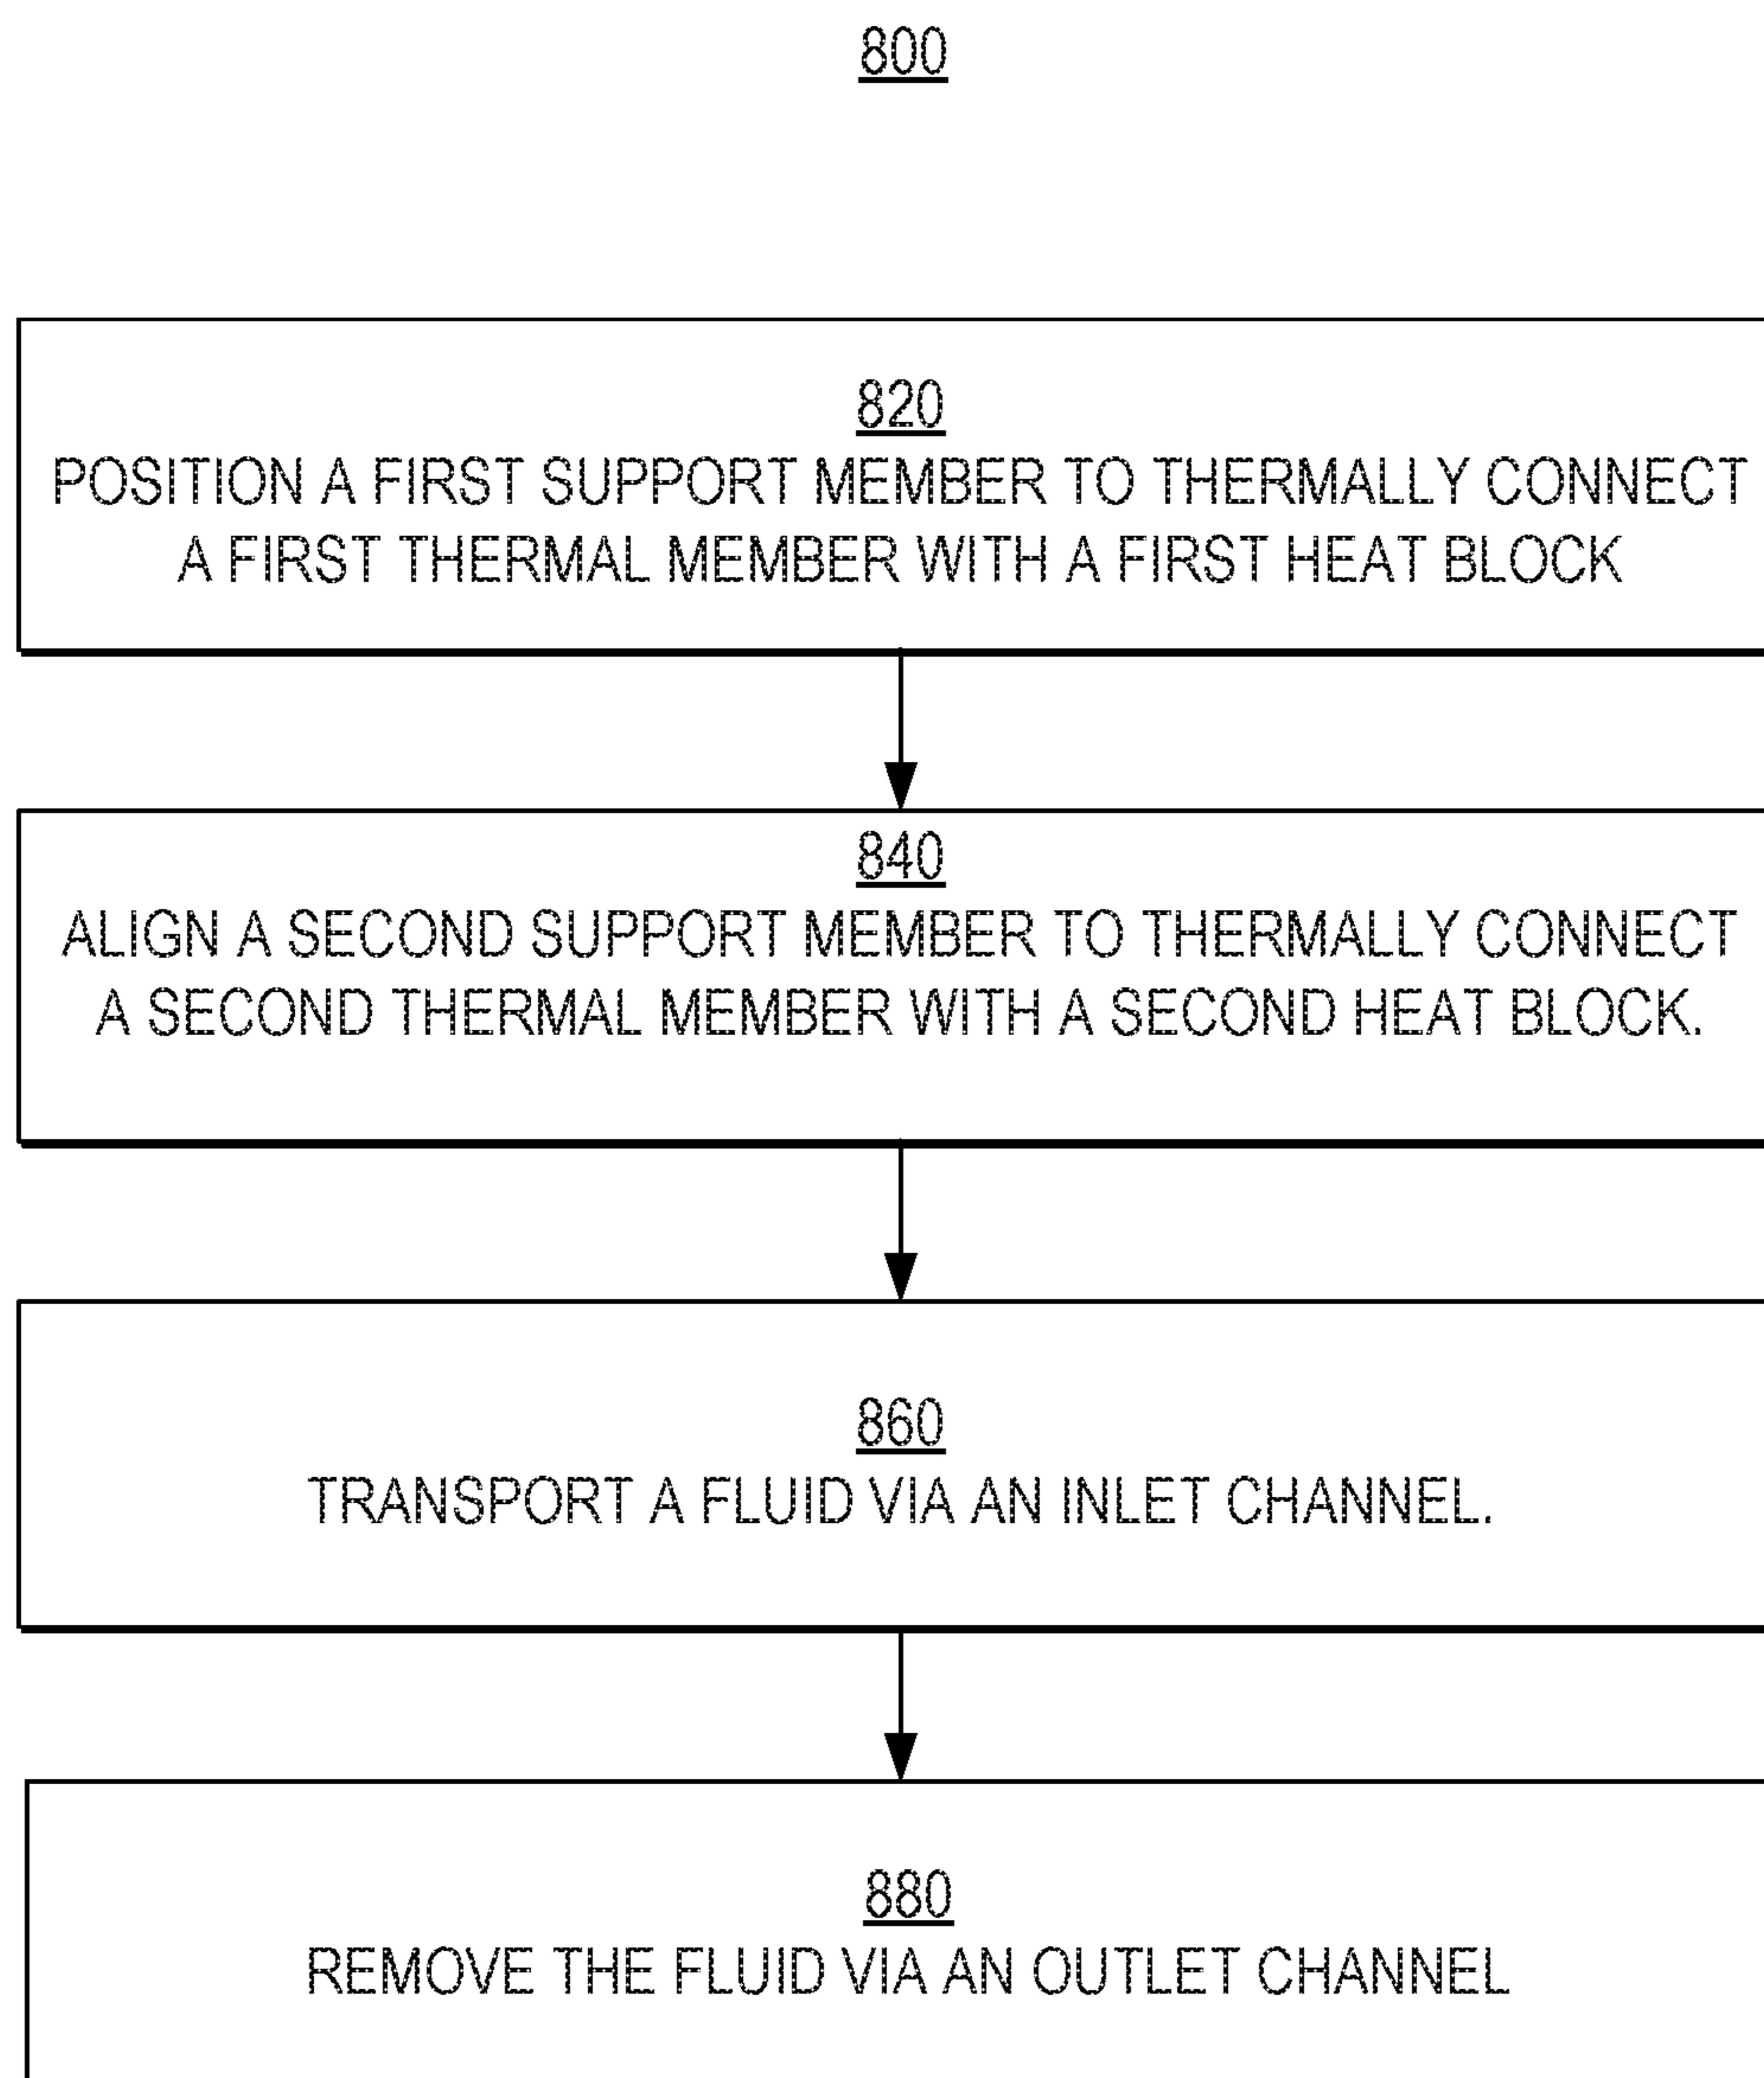 800
820
POSITION A FIRST SUPPORT MEMBER TO THERMALLY CONNECT
A FIRST THERMAL MEMBER WITH A FIRST HEAT BLOCK
840
ALIGN A SECOND SUPPORT MEMBER TO THERMALLY CONNECT
A SECOND THERMAL MEMBER WITH A SECOND HEAT BLOCK.
860
TRANSPORT A FLUID VIA AN INLET CHANNEL.
880
REMOVE THE FLUID VIA AN OUTLET CHANNEL